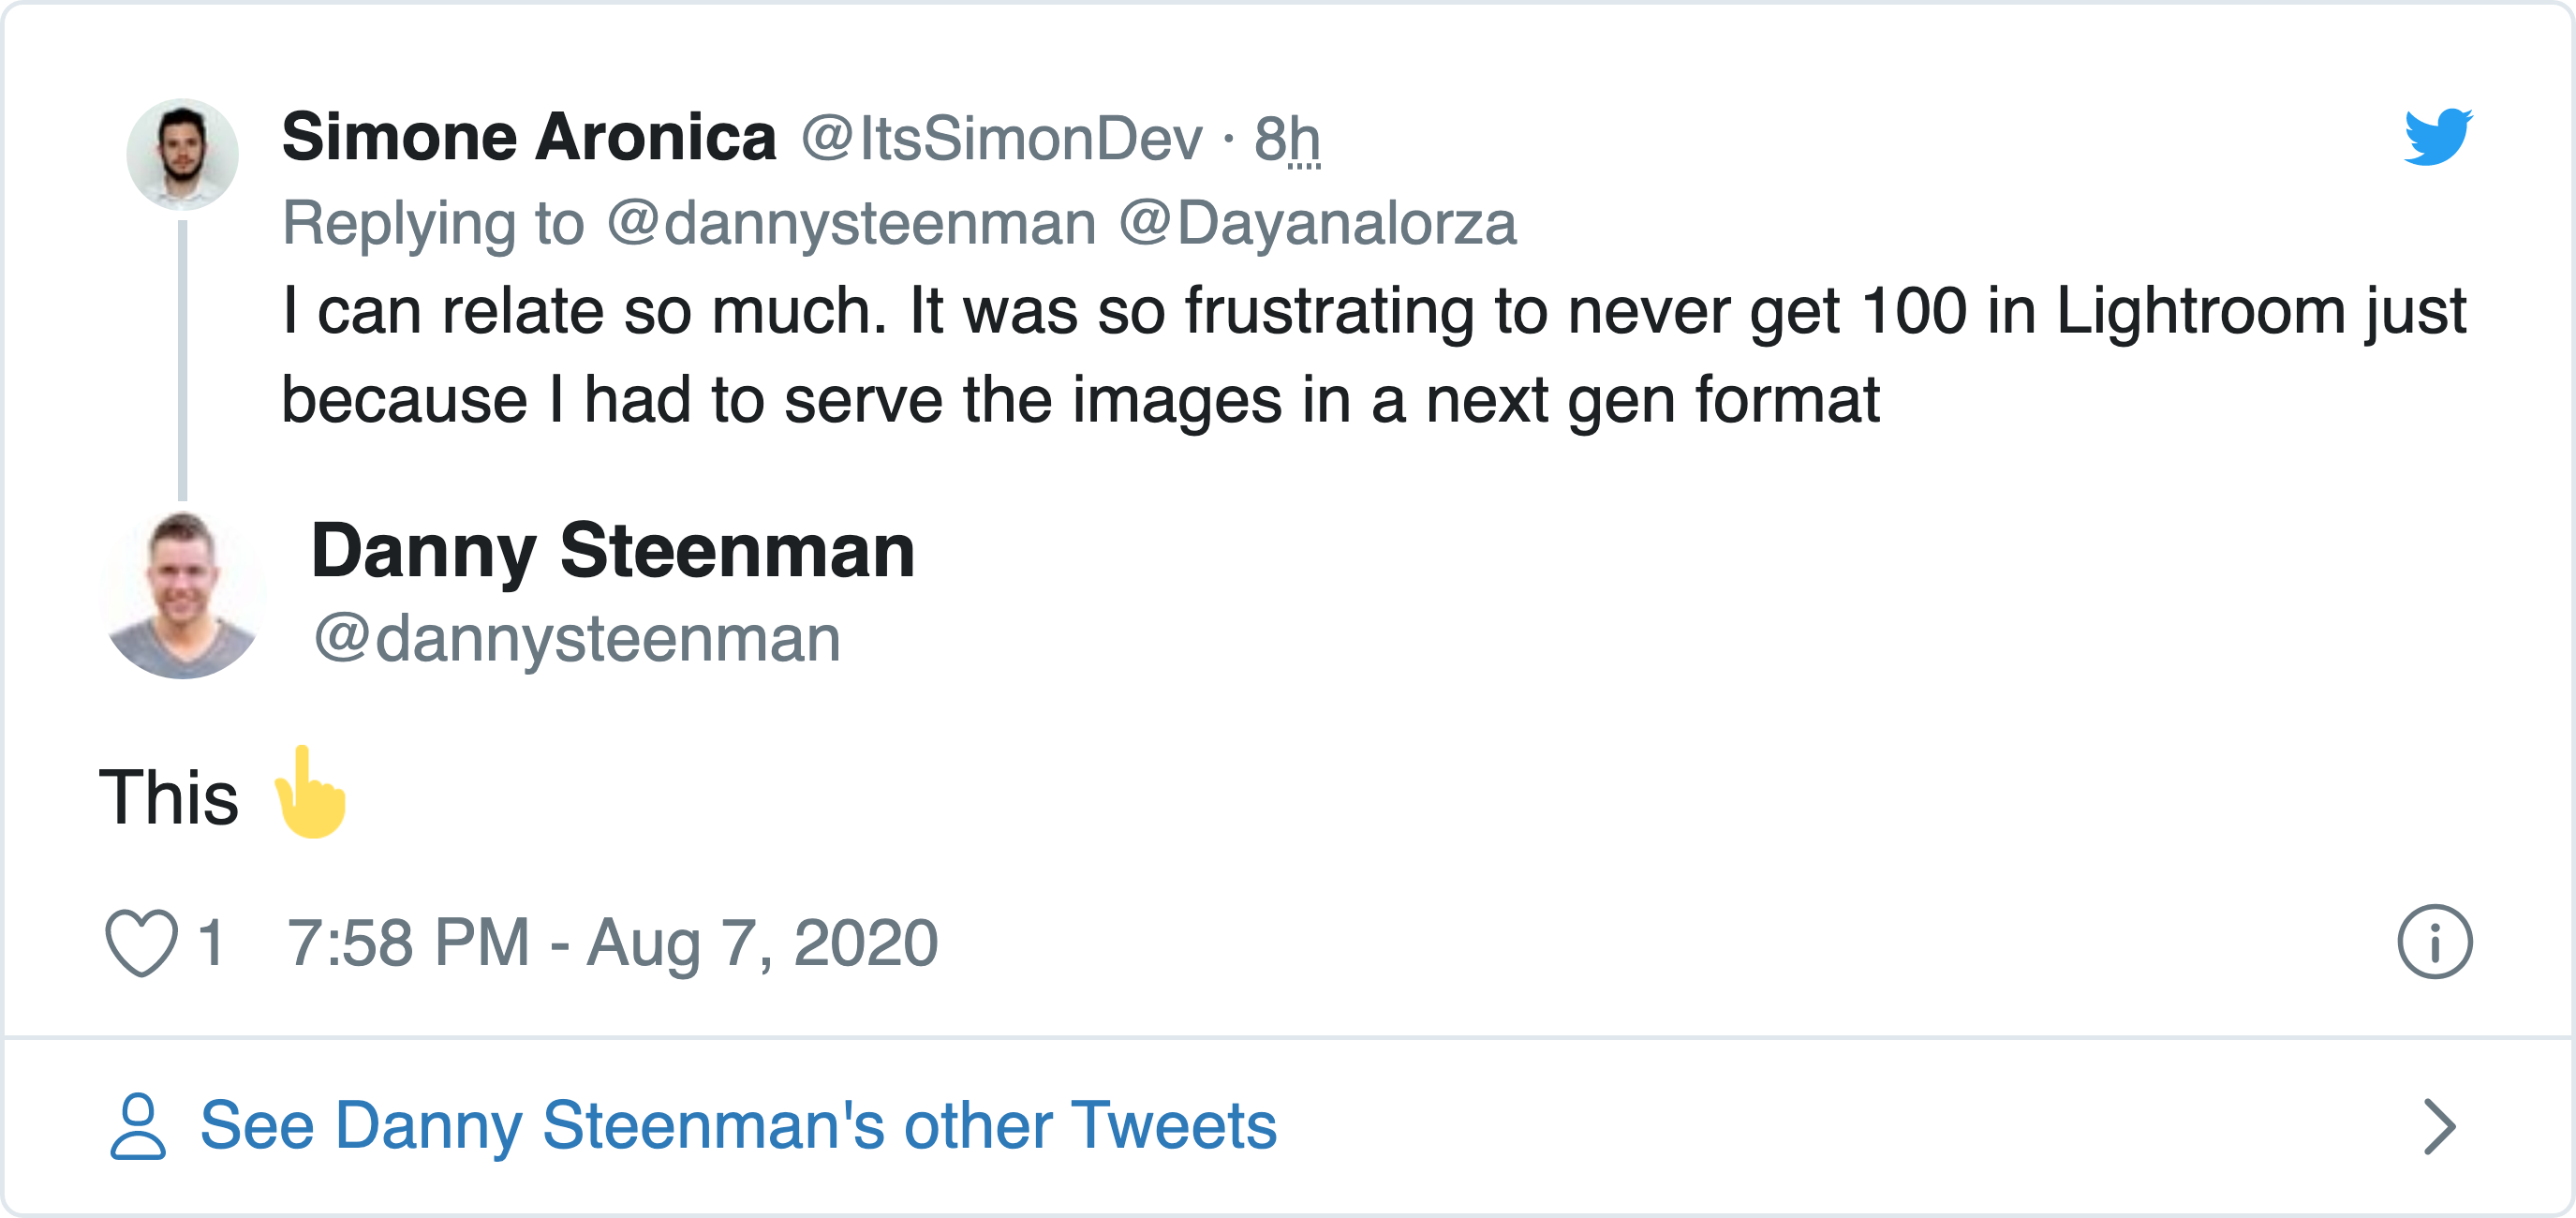 Simone Aronica @ItsSimonDev · 8h
Replying to @dannysteenman @Dayanalorza
I can relate so much. It was so frustrating to never get 100 in Lightroom just
because I had to serve the images in a next gen format
Danny Steenman
@dannysteenman
This 👆
1 7:58 PM - Aug 7, 2020
See Danny Steenman's other Tweets